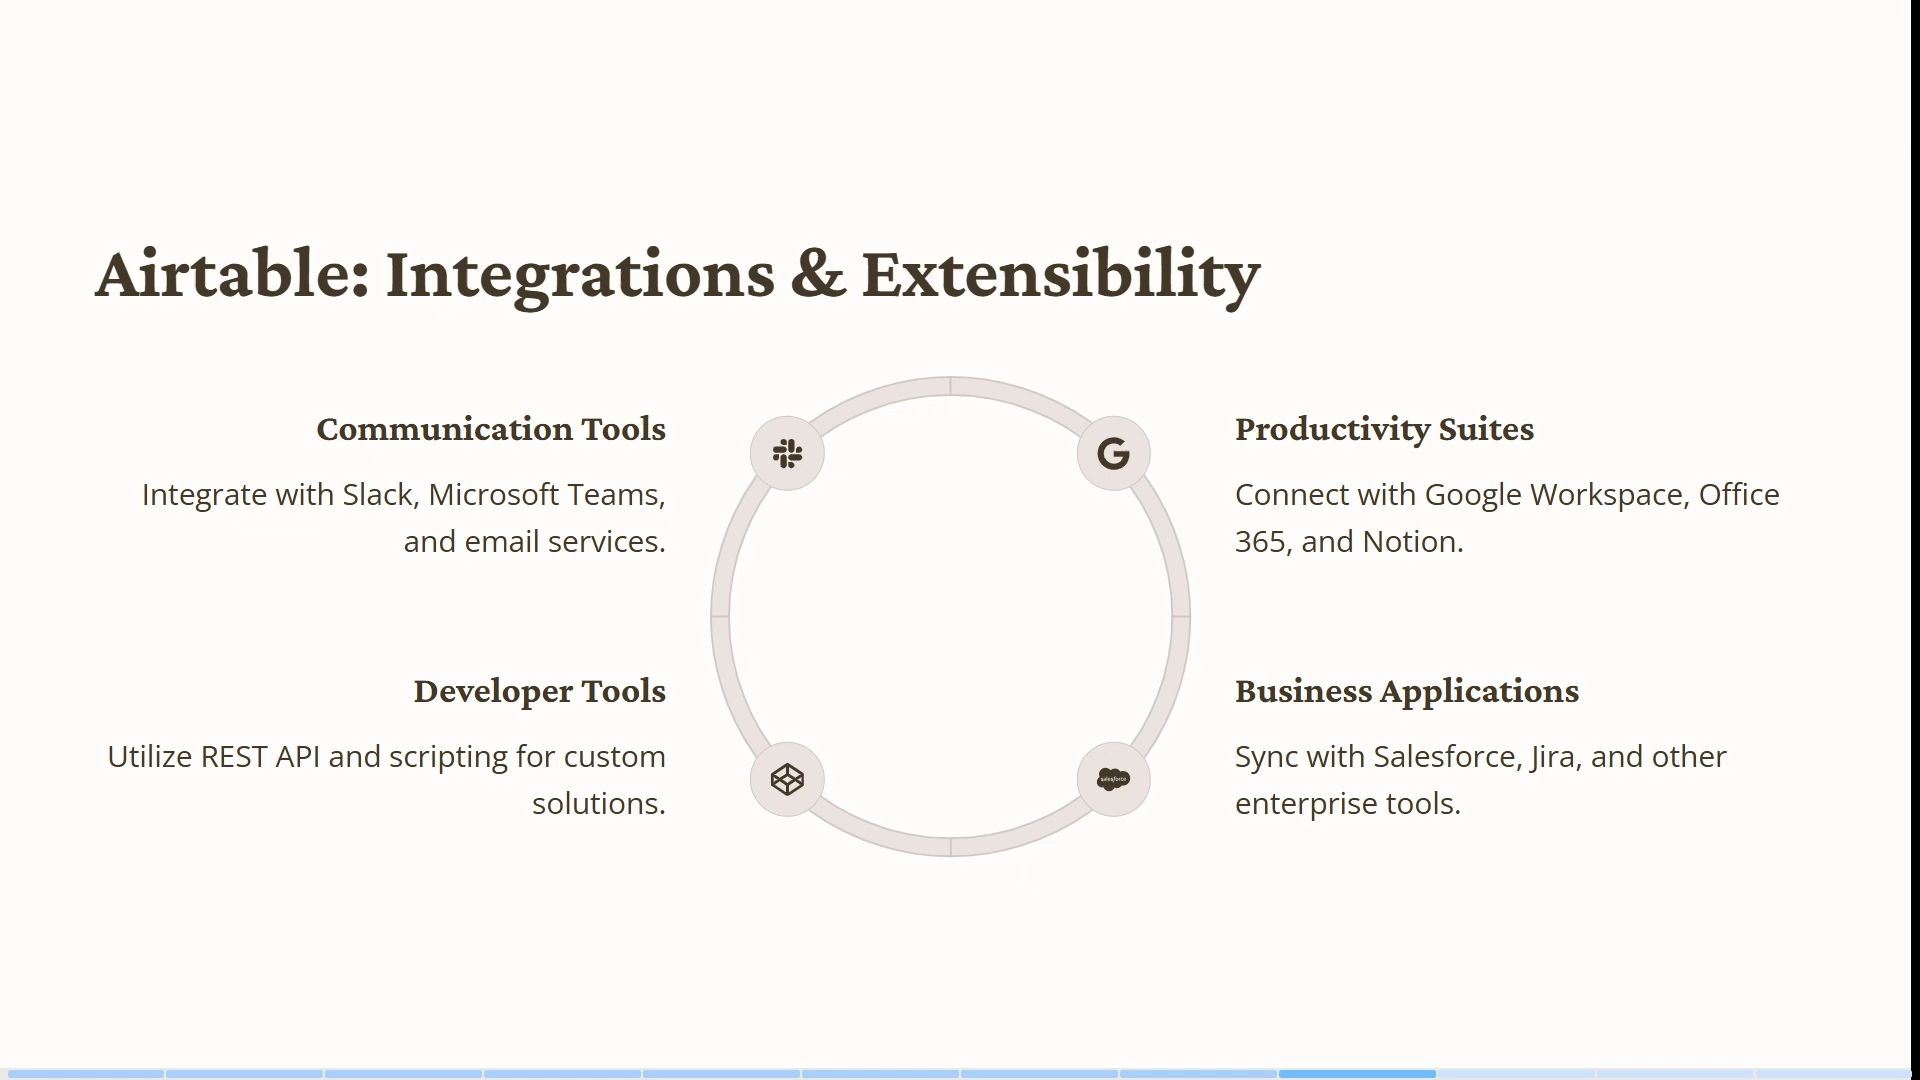 Airtable: Integrations & Extensibility
Communication Tools
Integrate with Slack, Microsoft Teams,
and email services.
Productivity Suites
Connect with Google Workspace, Office
365, and Notion.
Developer Tools
Utilize REST API and scripting for custom
solutions.
Business Applications
Sync with Salesforce, Jira, and other
enterprise tools.
salesforce